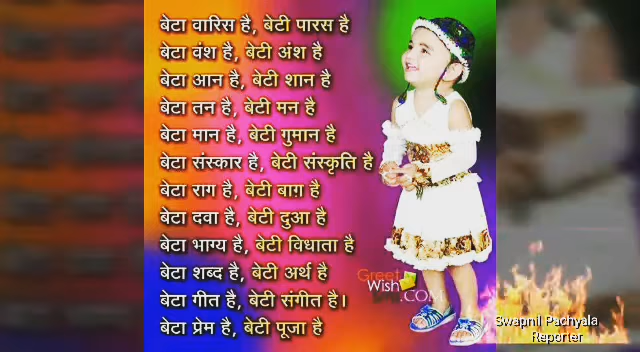 बेटा वारिस है, बेटी पारस है
बेटा वंश है, बेटी अंश है
बेटा आन है, बेटी शान है
बेटा तन है, बेटी मन है
बेटा मान है, बेटी गुमान है
बेटा संस्कार है, बेटी संस्कृति है
बेटा राग है, बेटी बाग़ है
बेटा दवा है, बेटी दुआ है
बेटा भाग्य है, बेटी विधाता है
बेटा शब्द है, बेटी अर्थ है
बेटा गीत है, बेटी संगीत है।
बेटा प्रेम है, बेटी पूजा है
Greet
Wish
.COM
Swapnil Pachyala
Reporter